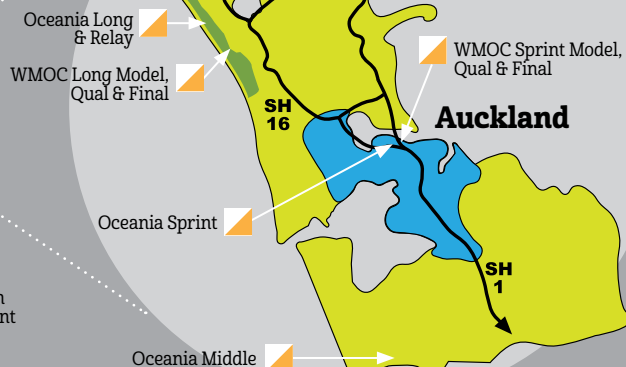 Oceania Long
& Relay
WMOC Long Model,
Qual & Final
WMOC Sprint Model,
Qual & Final
SH
16
Auckland
Oceania Sprint
SH
1
Oceania Middle